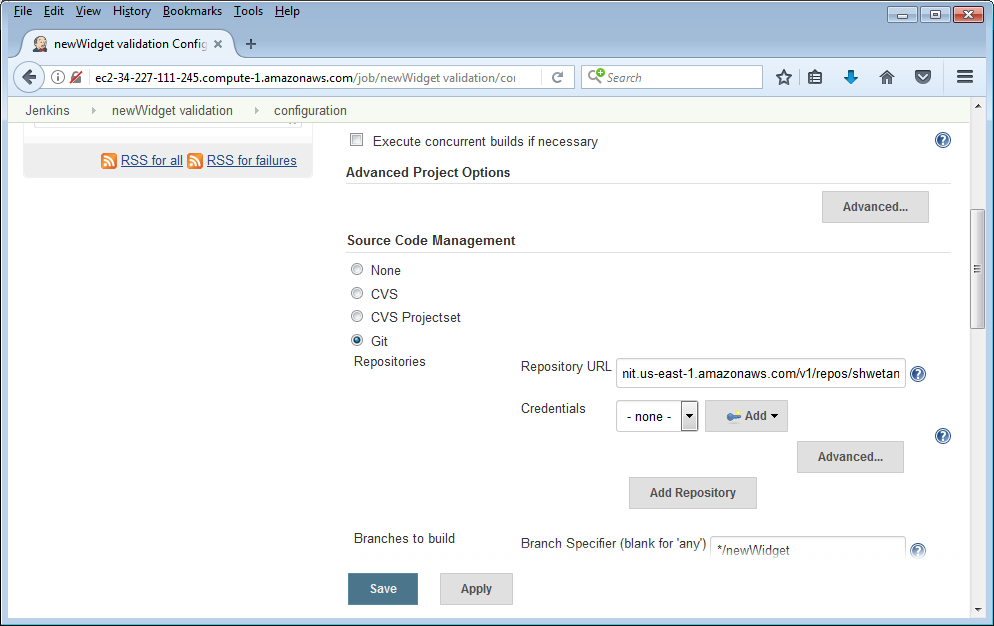 File Edit View History Bookmarks Tools Help
newWidget validation Config
ec2-34-227-111-245.compute-1.amazonaws.com/job/newWidget validation/co
Search
Jenkins newWidget validation configuration
Execute concurrent builds if necessary
RSS for all RSS for failures
Advanced Project Options
Advanced...
Source Code Management
None
CVS
CVS Projectset
Git
Repositories
Repository URL nit.us-east-1.amazonaws.com/v1/repos/shwetan
Credentials - none - Add
Advanced...
Add Repository
Branches to build
Branch Specifier (blank for 'any') */newWidget
Save Apply